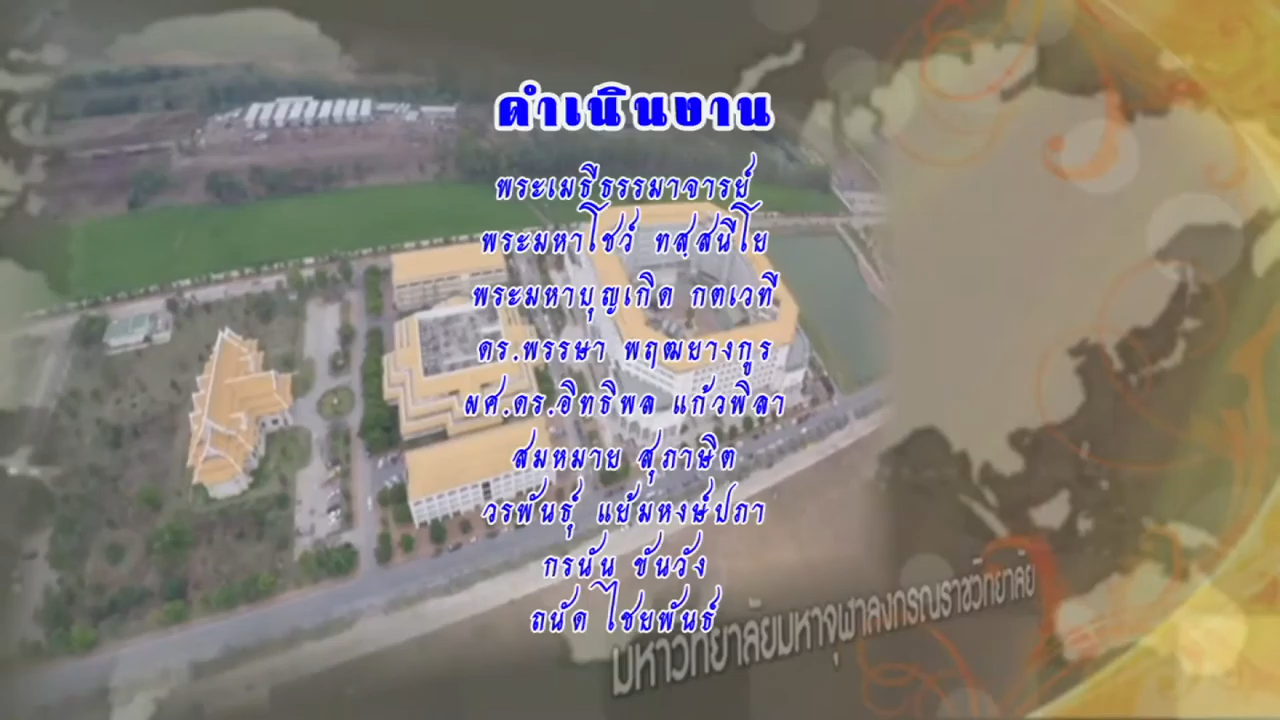 ดำเนินงาน
พระเมธีธรรมาจารย์
พระมหาโชว์ ทสฺสนีโย
พระมหาบุญเกิด กตเวที
ดร.พรรษา พฤฒยางกูร
ผศ.ดร.อิทธิพล แก้วพิลา
สมหมาย สุภาษิต
วรพันธุ์ แย้มหงษ์ปภา
กรนัน ขันวัง
ถนัด ไชยพันธ์
มหาวิทยาลัยมหาจุฬาลงกรณราชวิทยาลัย